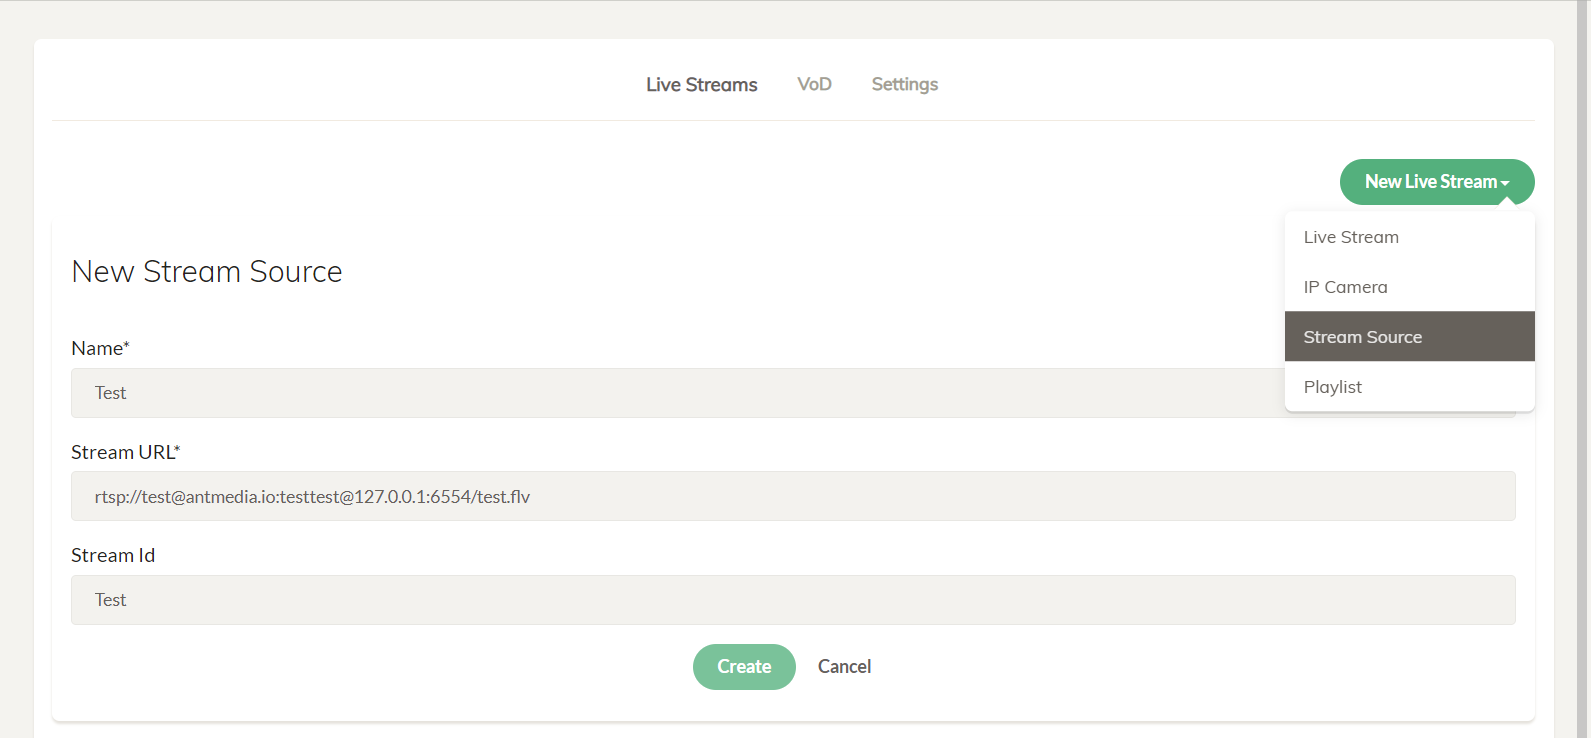 Live Streams VoD Settings
New Live Stream
Live Stream
IP Camera
Stream Source
Playlist
New Stream Source
Name*
Test
Stream URL*
rtsp://test@antmedia.io:testtest@127.0.0.1:6554/test.flv
Stream Id
Test
Create Cancel